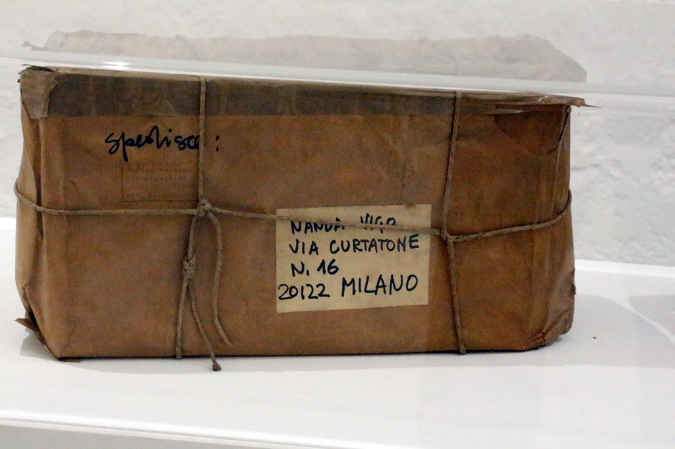 spedisce:
NANDA VIGO
VIA CURTATONE
N. 16
20122 MILANO